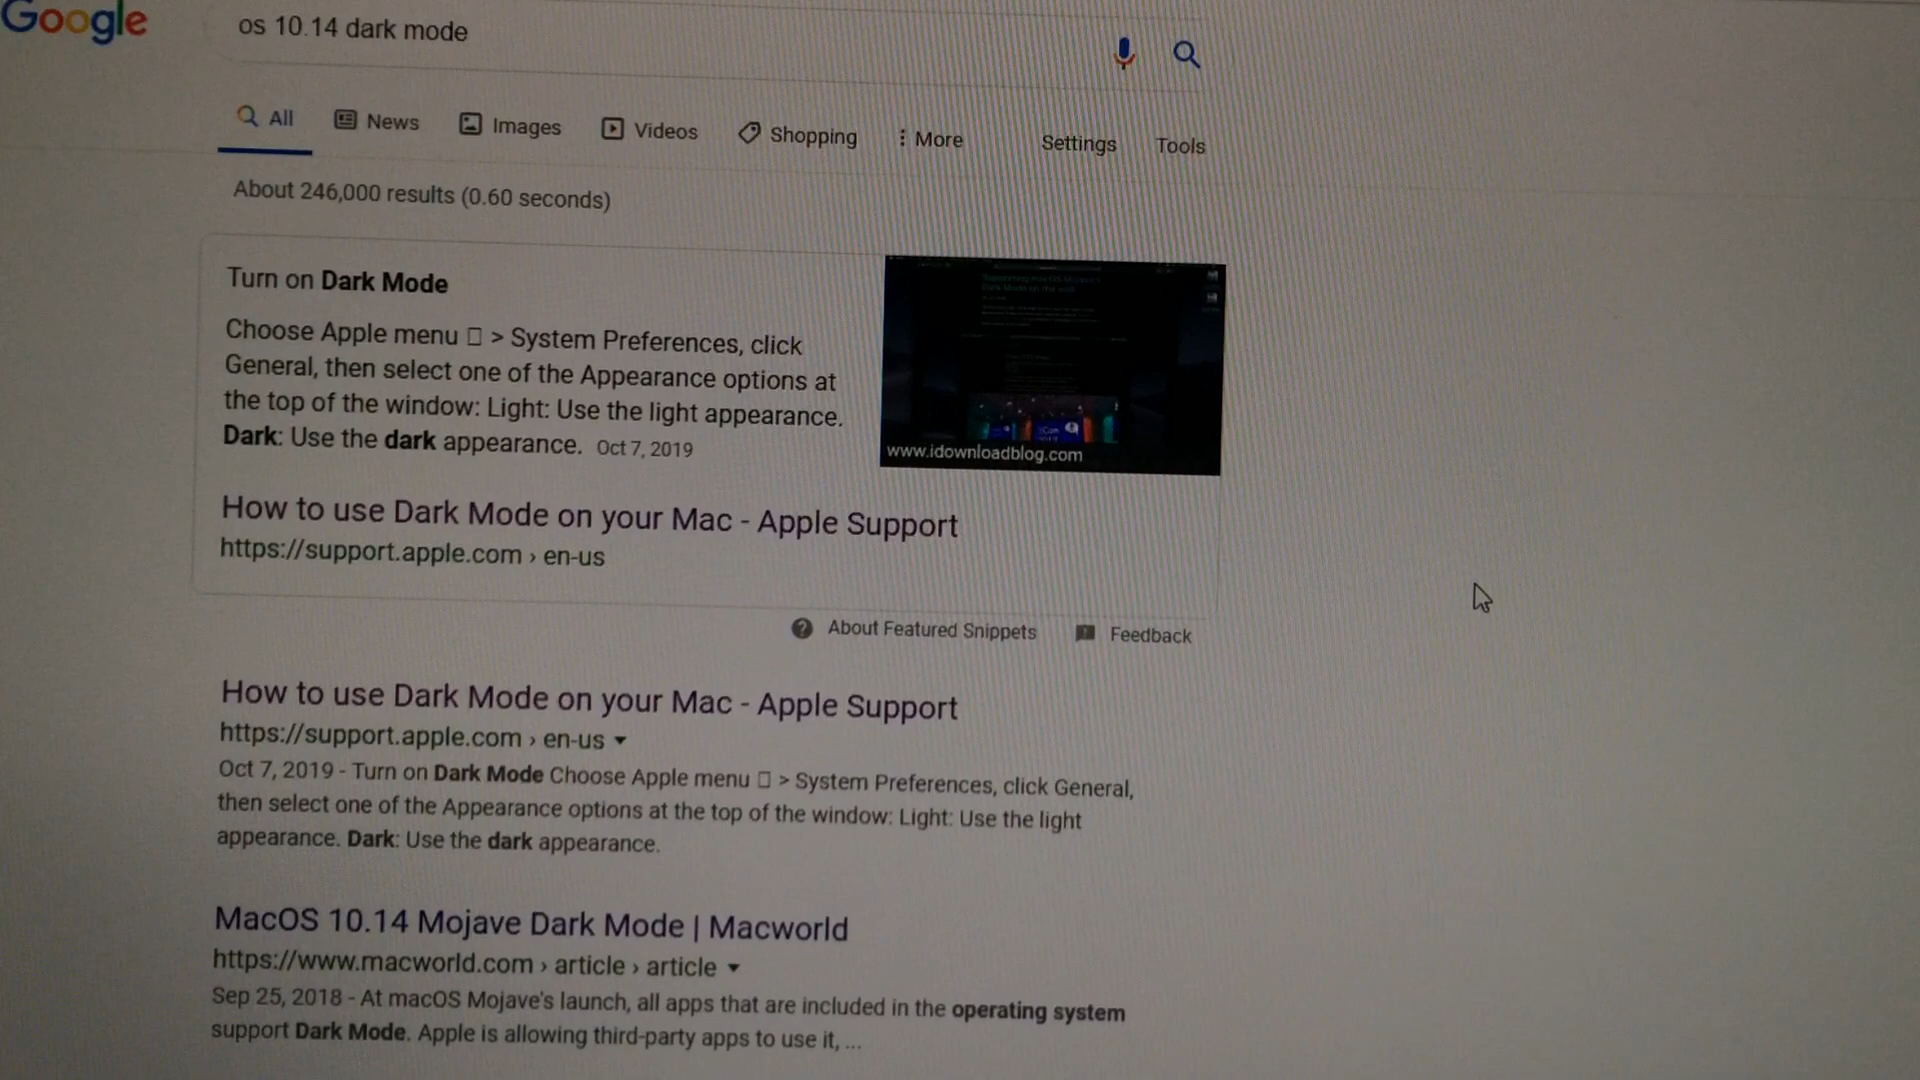 Google
os 10.14 dark mode
All News Images Videos Shopping More Settings Tools
About 246,000 results (0.60 seconds)
Turn on Dark Mode
Choose Apple menu > System Preferences, click
General, then select one of the Appearance options at
the top of the window: Light: Use the light appearance.
Dark: Use the dark appearance. Oct 7, 2019
www.idownloadblog.com
How to use Dark Mode on your Mac - Apple Support
https://support.apple.com › en-us
About Featured Snippets Feedback
How to use Dark Mode on your Mac - Apple Support
https://support.apple.com › en-us
Oct 7, 2019 - Turn on Dark Mode Choose Apple menu > System Preferences, click General,
then select one of the Appearance options at the top of the window: Light: Use the light
appearance. Dark: Use the dark appearance.
MacOS 10.14 Mojave Dark Mode | Macworld
https://www.macworld.com › article › article
Sep 25, 2018 - At macOS Mojave's launch, all apps that are included in the operating system
support Dark Mode. Apple is allowing third-party apps to use it, ...